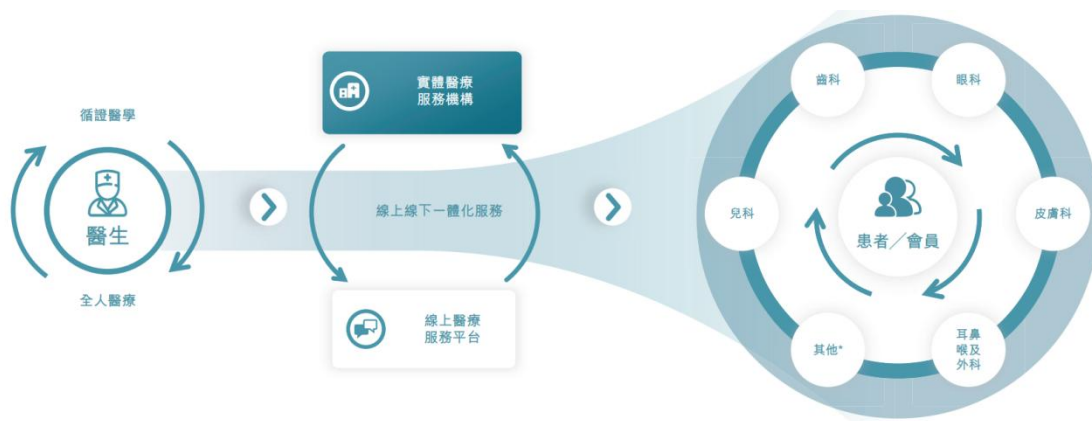 循證醫學
醫生
全人醫療
實體醫療
服務機構
線上線下一體化服務
線上醫療
服務平台
齒科
眼科
兒科
患者／會員
皮膚科
其他*
耳鼻
喉及
外科